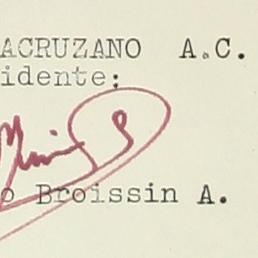 ACRUZANO A.C.
idente:
o Broissin A.